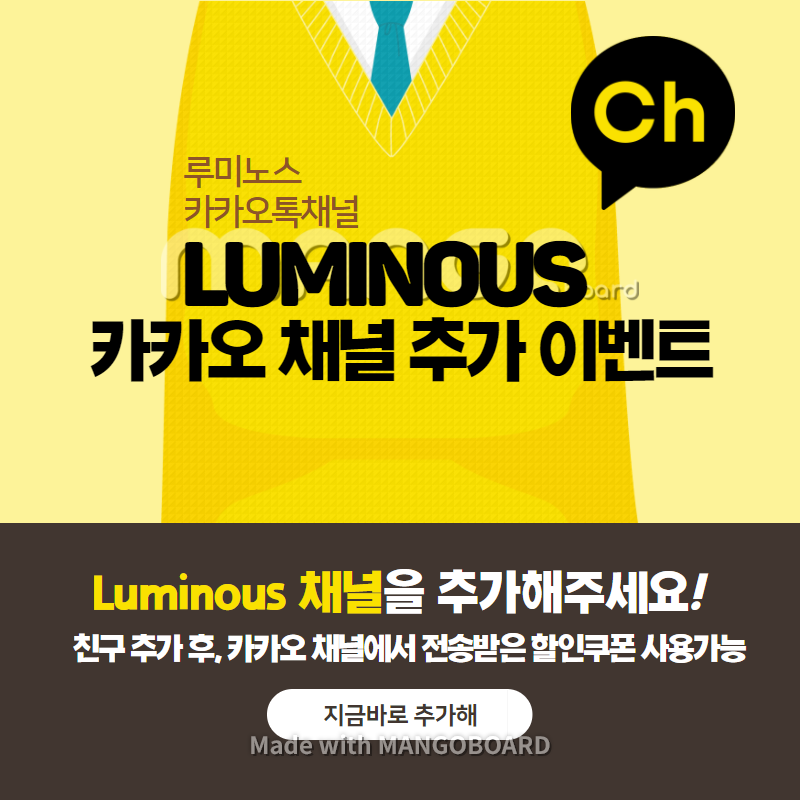 Ch
루미노스
카카오톡채널
mango board
LUMINOUS
카카오 채널 추가 이벤트
Luminous 채널을 추가해주세요!
친구 추가 후, 카카오 채널에서 전송받은 할인쿠폰 사용가능
지금바로 추가해
Made with MANGOBOARD